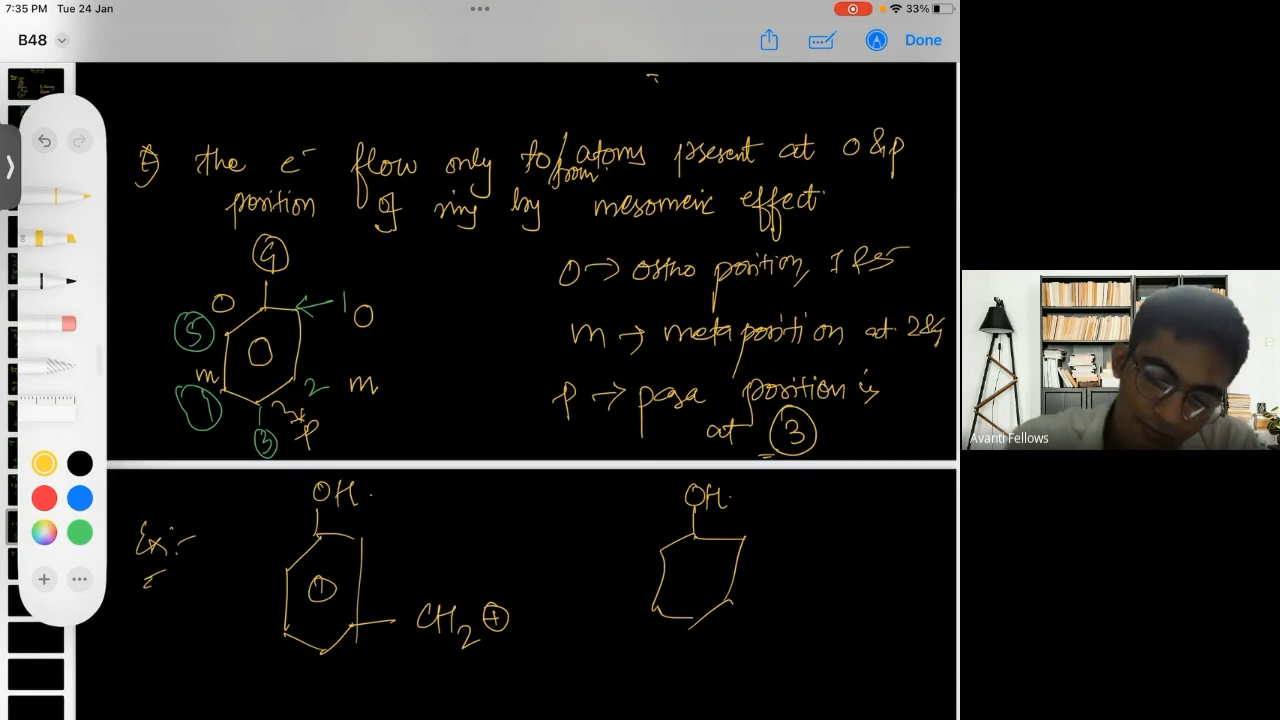 7:35 PM Tue 24 Jan
33%
B48
Done
the e⁻ flow only to/from atoms present at o & p
position of ring by mesomeric effect
G
O
1
O
5
m
2
m
4
3
p
O → ortho position, 1 & 5
m → meta position at 2 & 4
p → para position is
at 3
OH
OH
Ex:-
CH2 +
Avanti Fellows